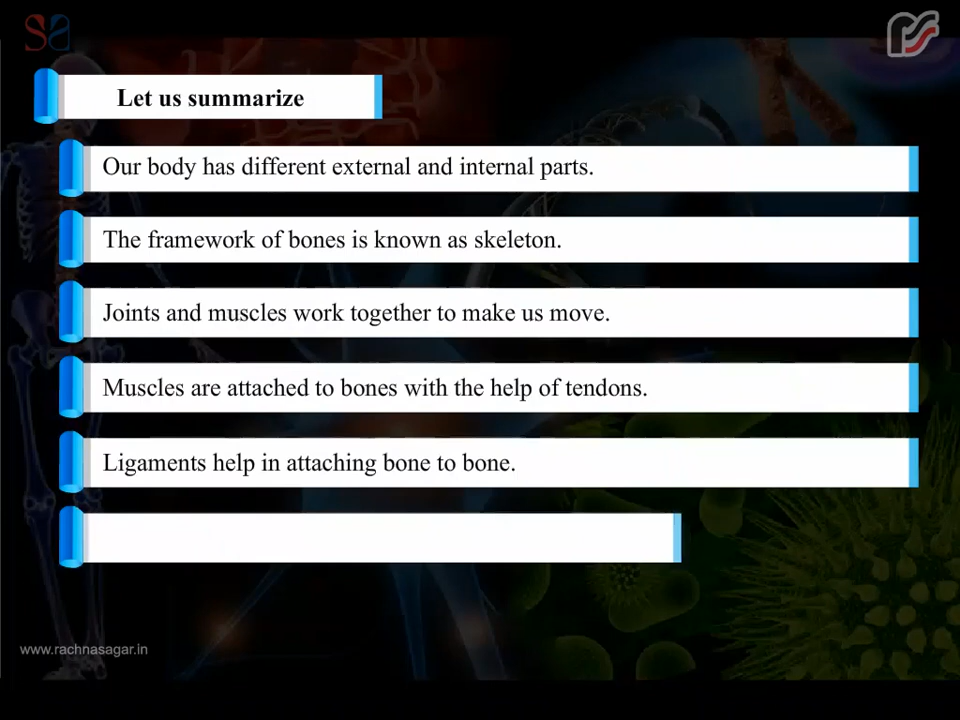 Let us summarize
Our body has different external and internal parts.
The framework of bones is known as skeleton.
Joints and muscles work together to make us move.
Muscles are attached to bones with the help of tendons.
Ligaments help in attaching bone to bone.
www.rachnasagar.in